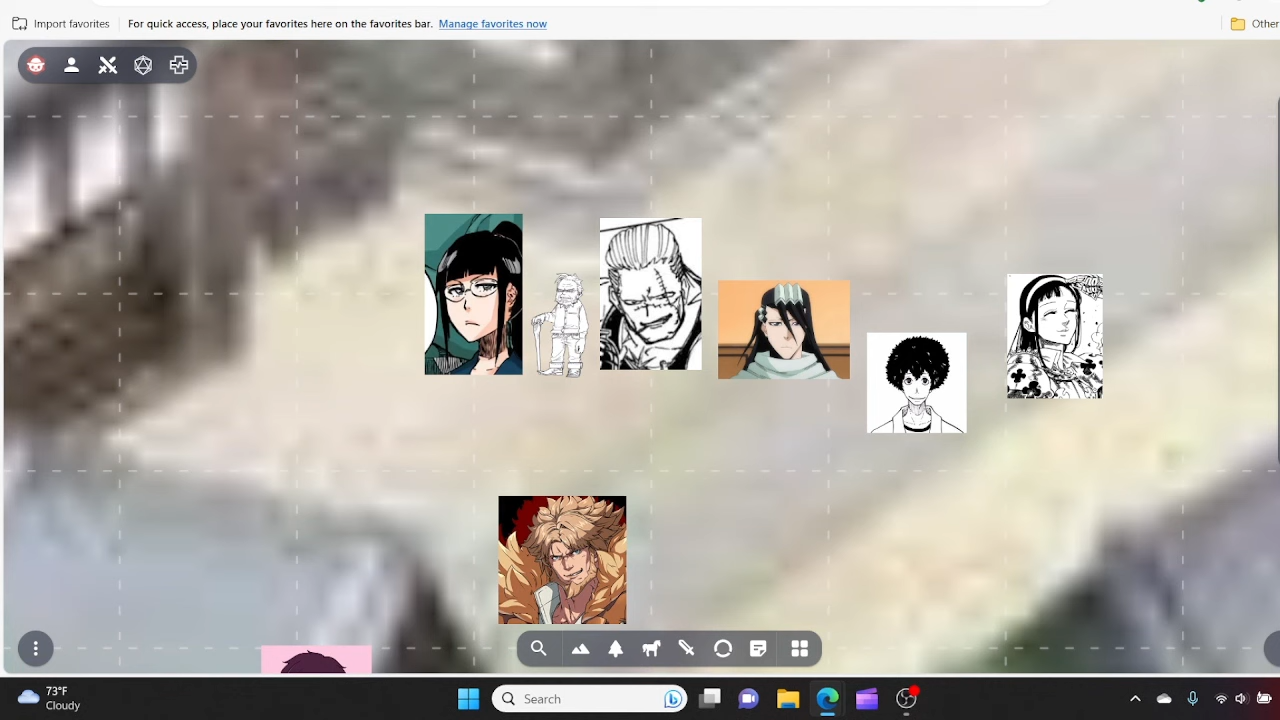 Import favorites
For quick access, place your favorites here on the favorites bar. Manage favorites now
Other
73°F
Cloudy
Search